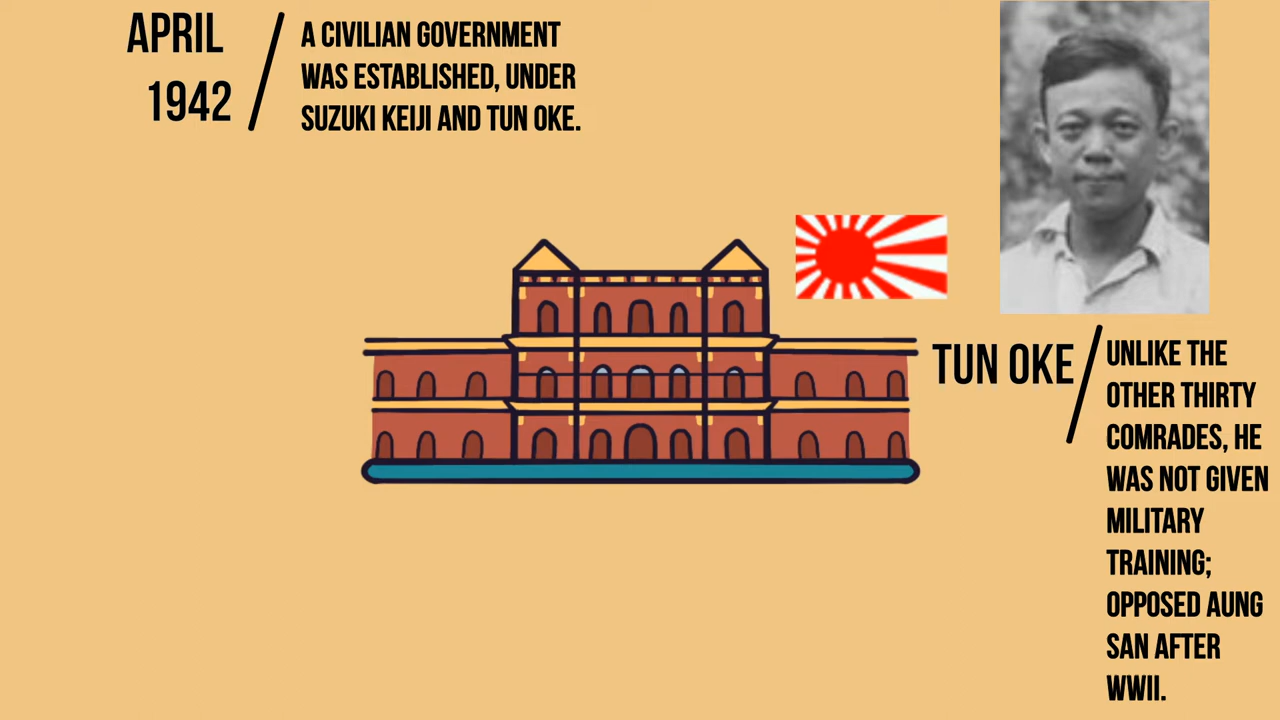 APRIL
1942
A CIVILIAN GOVERNMENT
WAS ESTABLISHED, UNDER
SUZUKI KEIJI AND TUN OKE.
TUN OKE
UNLIKE THE
OTHER THIRTY
COMRADES, HE
WAS NOT GIVEN
MILITARY
TRAINING;
OPPOSED AUNG
SAN AFTER
WWII.